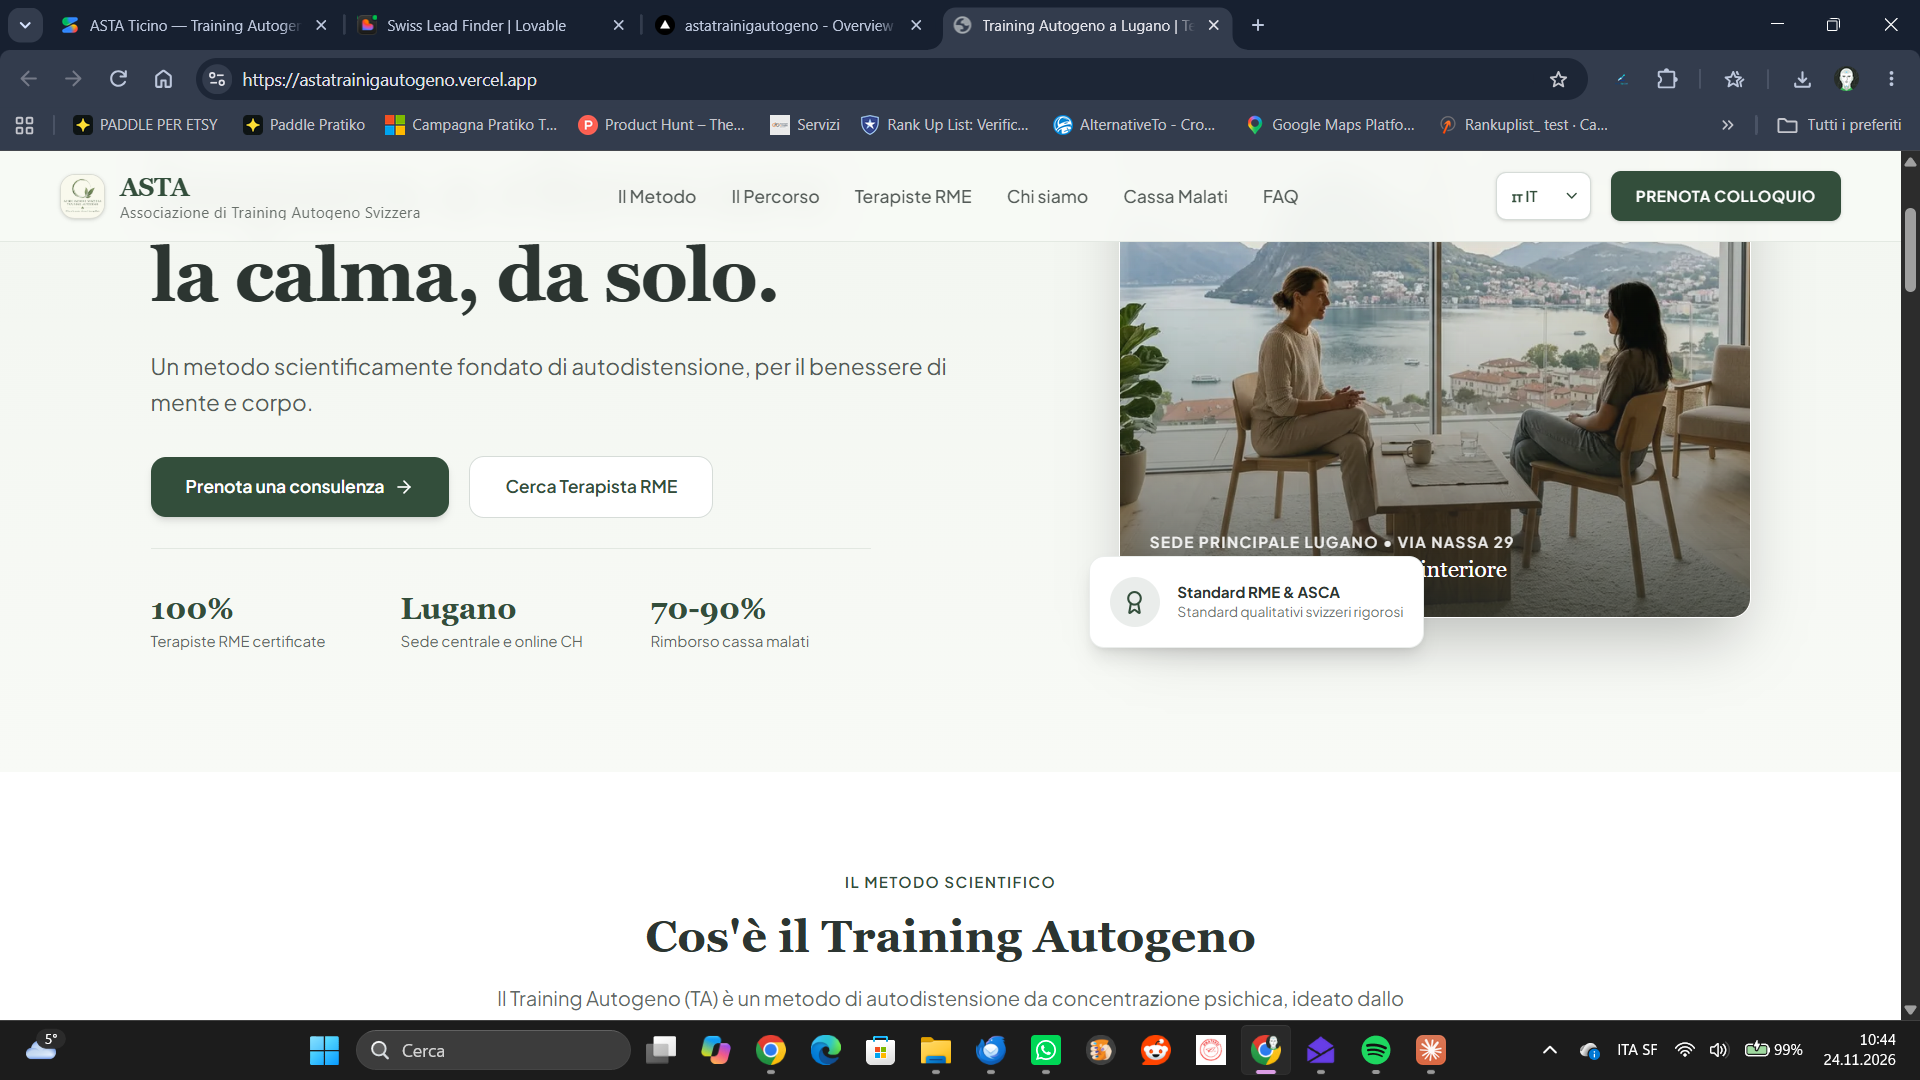 ASTA Ticino — Training Autoger
Swiss Lead Finder | Lovable
astatrainigautogeno - Overview
Training Autogeno a Lugano | Te
https://astatrainigautogeno.vercel.app
PADDLE PER ETSY
Paddle Pratiko
Campagna Pratiko T...
Product Hunt – The...
Servizi
Rank Up List: Verific...
AlternativeTo - Cro...
Google Maps Platfo...
Rankuplist_ test · Ca...
Tutti i preferiti
ASTA
Associazione di Training Autogeno Svizzera
Il Metodo
Il Percorso
Terapiste RME
Chi siamo
Cassa Malati
FAQ
IT IT
PRENOTA COLLOQUIO
la calma, da solo.
Un metodo scientificamente fondato di autodistensione, per il benessere di
mente e corpo.
Prenota una consulenza →
Cerca Terapista RME
100%
Terapiste RME certificate
Lugano
Sede centrale e online CH
70-90%
Rimborso cassa malati
SEDE PRINCIPALE LUGANO • VIA NASSA 29
interiore
Standard RME & ASCA
Standard qualitativi svizzeri rigorosi
IL METODO SCIENTIFICO
Cos'è il Training Autogeno
Il Training Autogeno (TA) è un metodo di autodistensione da concentrazione psichica, ideato dallo
5°
Cerca
ITA SF
99%
10:44
24.11.2026